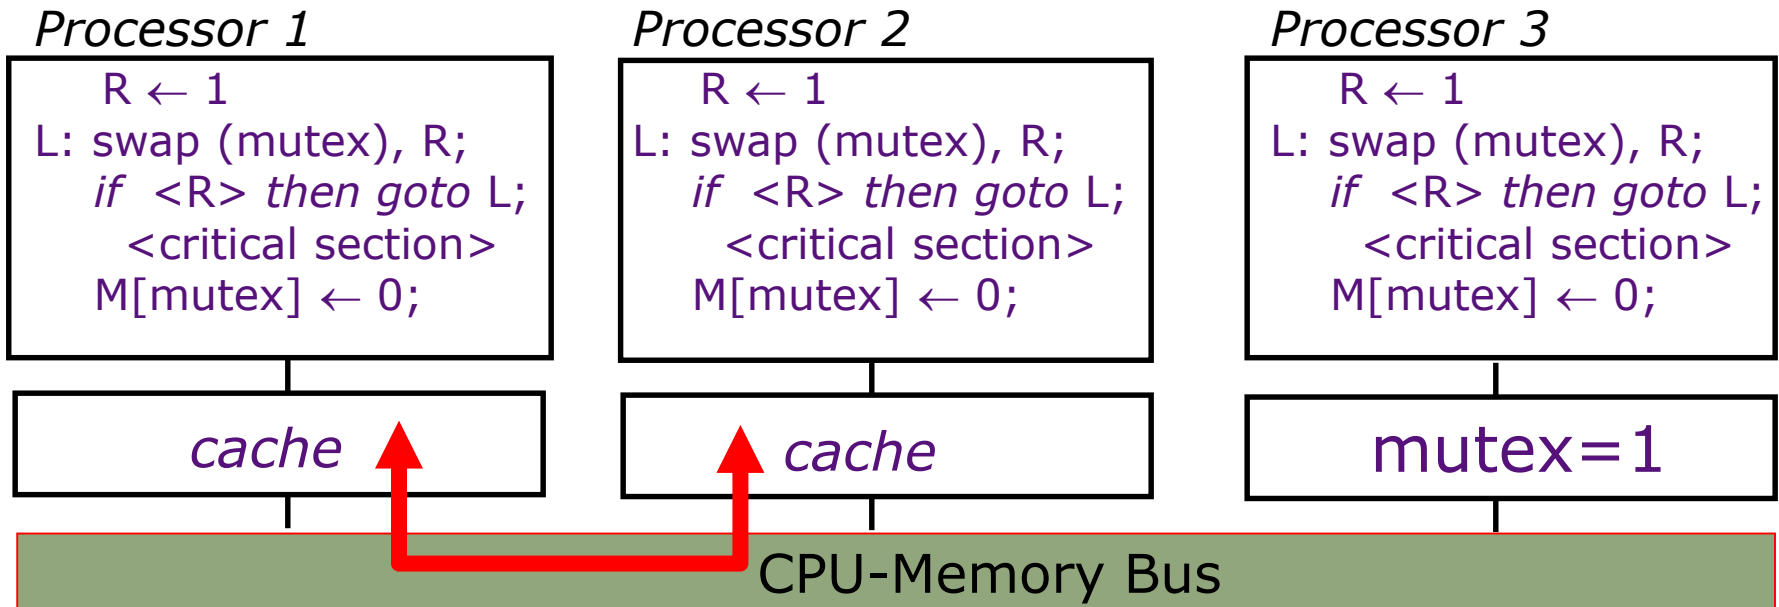 Processor 1
R ← 1
L: swap (mutex), R;
if <R> then goto L;
<critical section>
M[mutex] ← 0;
cache
Processor 2
R ← 1
L: swap (mutex), R;
if <R> then goto L;
<critical section>
M[mutex] ← 0;
cache
Processor 3
R ← 1
L: swap (mutex), R;
if <R> then goto L;
<critical section>
M[mutex] ← 0;
mutex=1
CPU-Memory Bus